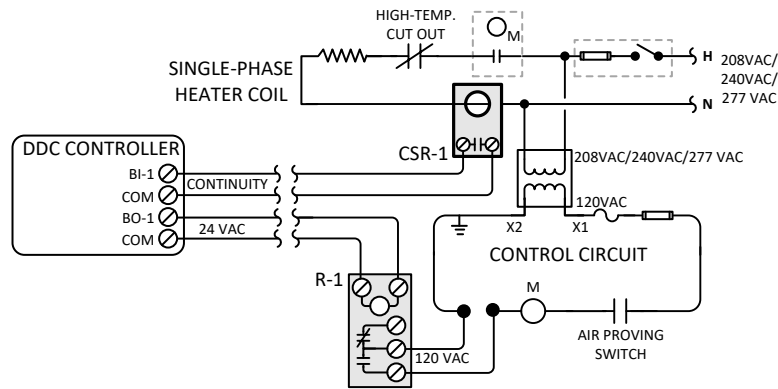 HIGH-TEMP.
CUT OUT
M
SINGLE-PHASE
HEATER COIL
H
208VAC/
240VAC/
277 VAC
N
DDC CONTROLLER
CSR-1
BI-1
CONTINUITY
COM
BO-1
24 VAC
COM
208VAC/240VAC/277 VAC
120VAC
X2
X1
CONTROL CIRCUIT
R-1
M
120 VAC
AIR PROVING
SWITCH